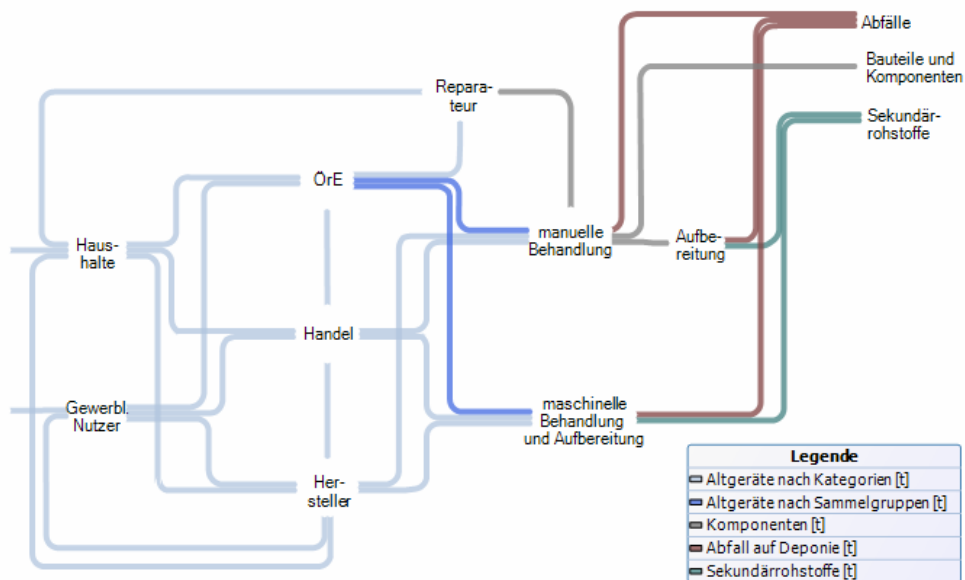 Abfälle
Bauteile und
Komponenten
Repara-
teur
Sekundär-
rohstoffe
ÖrE
Haus-
halte
manuelle
Behandlung
Aufbe-
reitung
Handel
Gewerbl.
Nutzer
maschinelle
Behandlung
und Aufbereitung
Her-
steller
Legende
Altgeräte nach Kategorien [t]
Altgeräte nach Sammelgruppen [t]
Komponenten [t]
Abfall auf Deponie [t]
Sekundärrohstoffe [t]